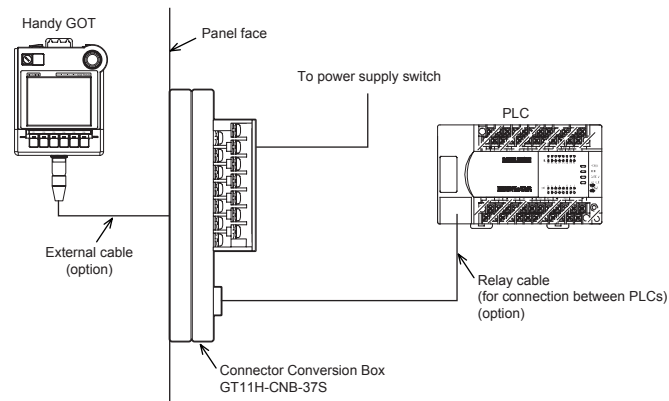 Handy GOT
Panel face
To power supply switch
PLC
External cable
(option)
Relay cable
(for connection between PLCs)
(option)
Connector Conversion Box
GT11H-CNB-37S